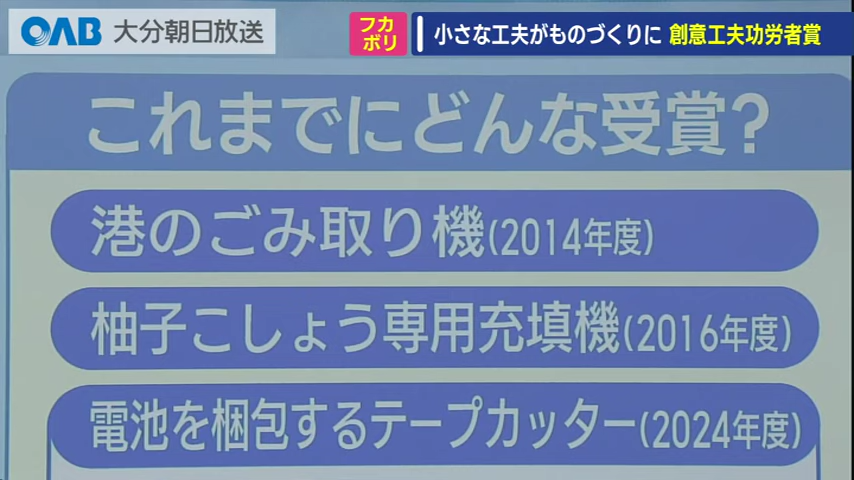 OAB 大分朝日放送
フカボリ
小さな工夫がものづくりに 創意工夫功労者賞
これまでにどんな受賞?
港のごみ取り機(2014年度)
柚子こしょう専用充填機(2016年度)
電池を梱包するテープカッター(2024年度)